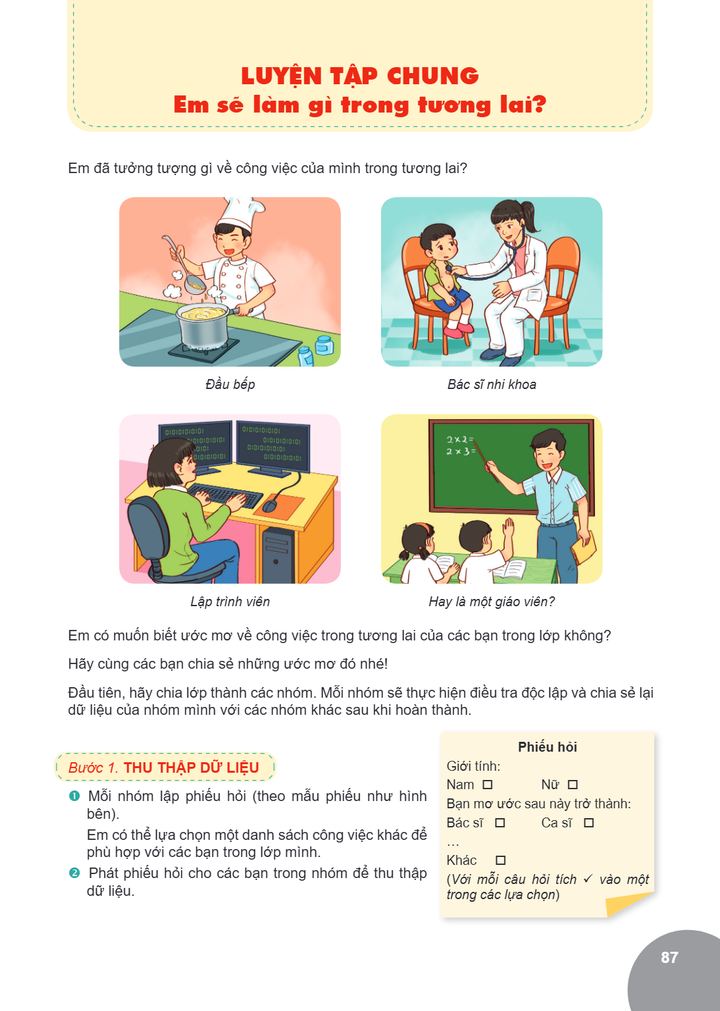 LUYỆN TẬP CHUNG
Em sẽ làm gì trong tương lai?
Em đã tưởng tượng gì về công việc của mình trong tương lai?
Đầu bếp
Bác sĩ nhi khoa
01010101010
01010101010
010101010
010101010
2 x 2 =
2 x 3 =
Lập trình viên
Hay là một giáo viên?
Em có muốn biết ước mơ về công việc trong tương lai của các bạn trong lớp không?
Hãy cùng các bạn chia sẻ những ước mơ đó nhé!
Đầu tiên, hãy chia lớp thành các nhóm. Mỗi nhóm sẽ thực hiện điều tra độc lập và chia sẻ lại
dữ liệu của nhóm mình với các nhóm khác sau khi hoàn thành.
Bước 1. THU THẬP DỮ LIỆU
❶ Mỗi nhóm lập phiếu hỏi (theo mẫu phiếu như hình
bên).
Em có thể lựa chọn một danh sách công việc khác để
phù hợp với các bạn trong lớp mình.
❷ Phát phiếu hỏi cho các bạn trong nhóm để thu thập
dữ liệu.
Phiếu hỏi
Giới tính:
Nam □ Nữ □
Bạn mơ ước sau này trở thành:
Bác sĩ □ Ca sĩ □
…
Khác □
(Với mỗi câu hỏi tích ✓ vào một
trong các lựa chọn)
87